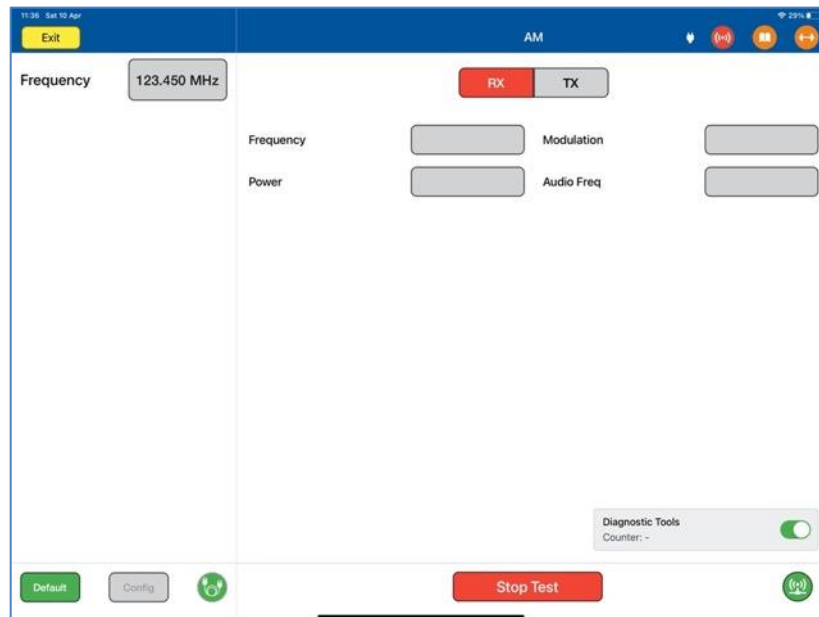 11:36 Sat 10 Apr
29%
Exit
AM
Frequency
123.450 MHz
RX
TX
Frequency
Modulation
Power
Audio Freq
Diagnostic Tools
Counter: -
Default
Config
Stop Test